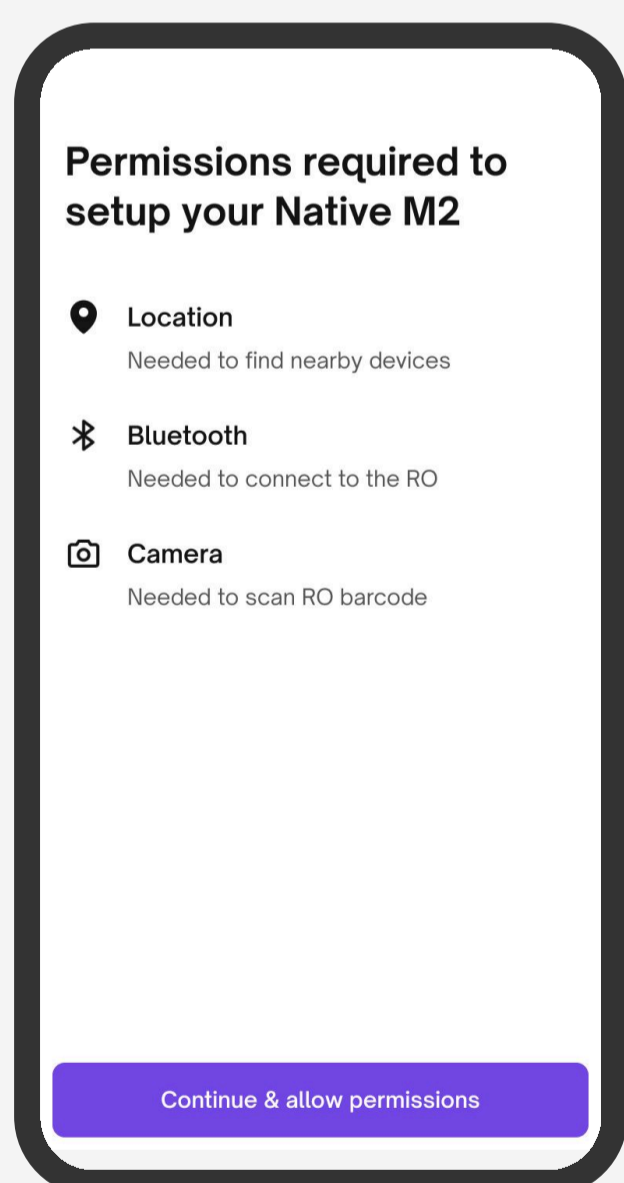 Permissions required to
setup your Native M2
Location
Needed to find nearby devices
Bluetooth
Needed to connect to the RO
Camera
Needed to scan RO barcode
Continue & allow permissions